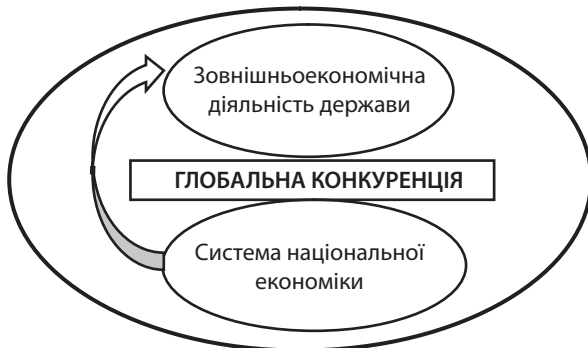 Зовнішньоекономічна
діяльність держави
ГЛОБАЛЬНА КОНКУРЕНЦІЯ
Система національної
економіки